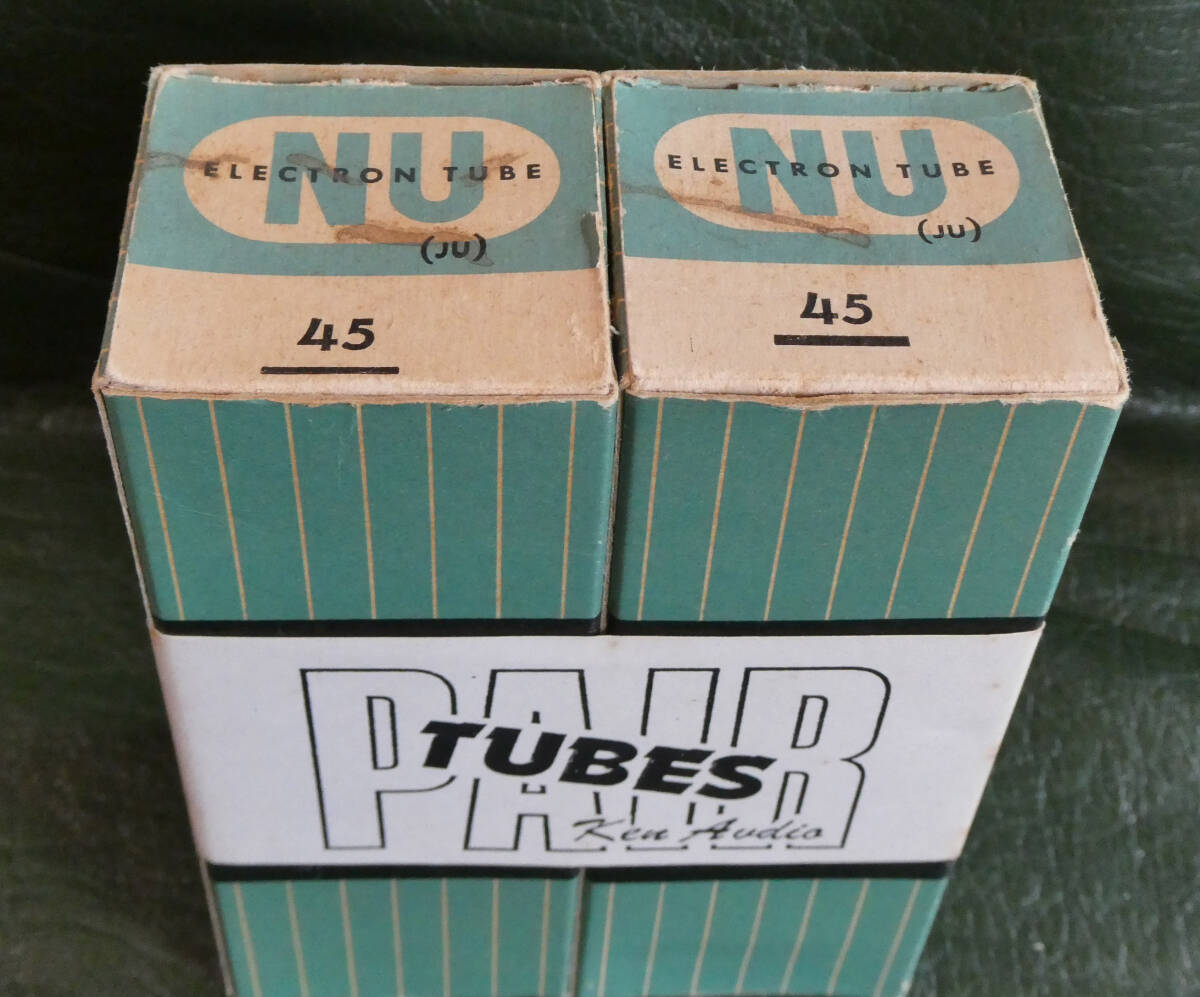 NU
ELECTRON TUBE
(JU)
45
NU
ELECTRON TUBE
(JU)
45
PAIR
TUBES
Ken Audio